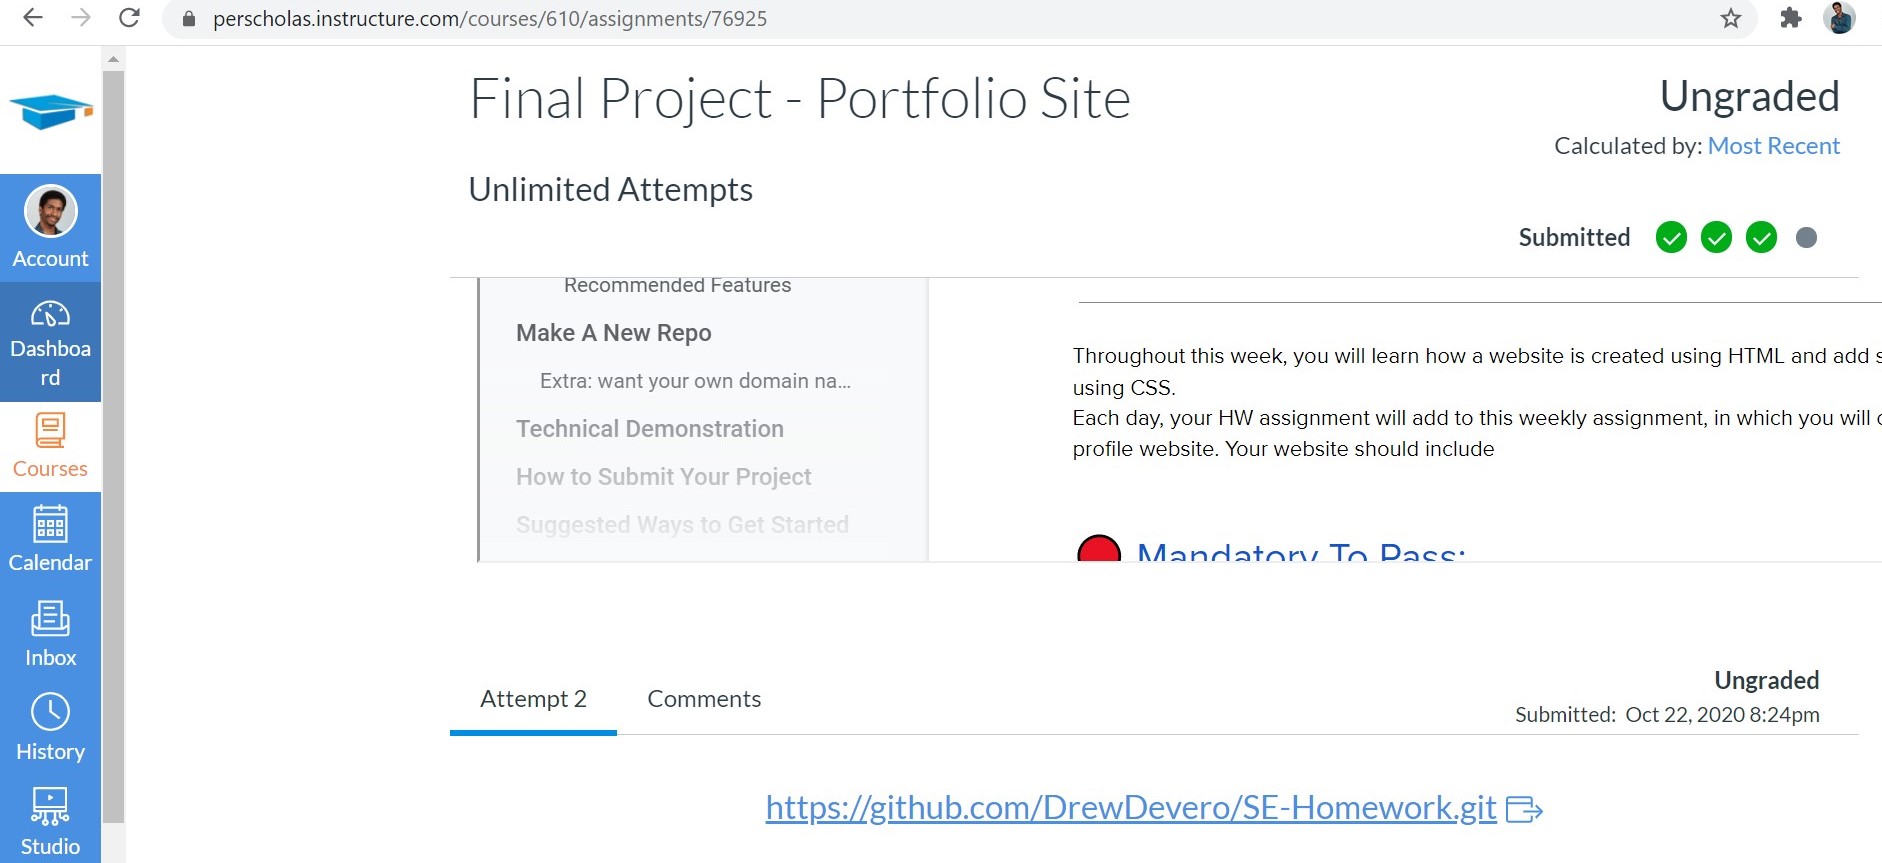 perscholas.instructure.com/courses/610/assignments/76925
Final Project - Portfolio Site
Ungraded
Calculated by: Most Recent
Unlimited Attempts
Submitted
Account
Dashboa
rd
Courses
Calendar
Inbox
History
Studio
Recommended Features
Make A New Repo
Extra: want your own domain na...
Technical Demonstration
How to Submit Your Project
Suggested Ways to Get Started
Throughout this week, you will learn how a website is created using HTML and add
using CSS.
Each day, your HW assignment will add to this weekly assignment, in which you will
profile website. Your website should include
Mandatory To Pass:
Attempt 2
Comments
Ungraded
Submitted: Oct 22, 2020 8:24pm
https://github.com/DrewDevero/SE-Homework.git